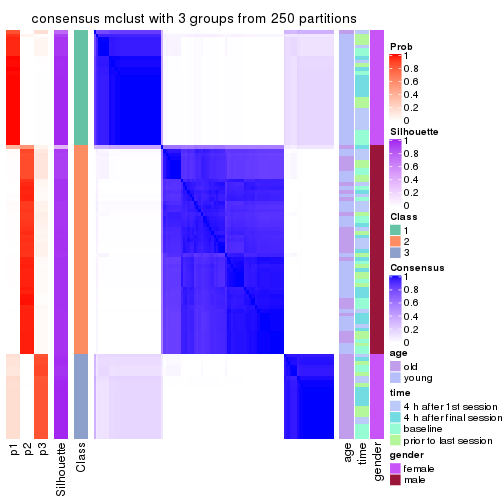 consensus mclust with 3 groups from 250 partitions
Prob
1
0.8
0.6
0.4
0.2
0
Silhouette
1
0.8
0.6
0.4
0.2
0
Class
1
2
3
Consensus
1
0.8
0.6
0.4
0.2
0
age
old
young
time
4 h after 1st session
4 h after final session
baseline
prior to last session
gender
female
male
p1
p2
p3
Silhouette
Class
age
time
gender